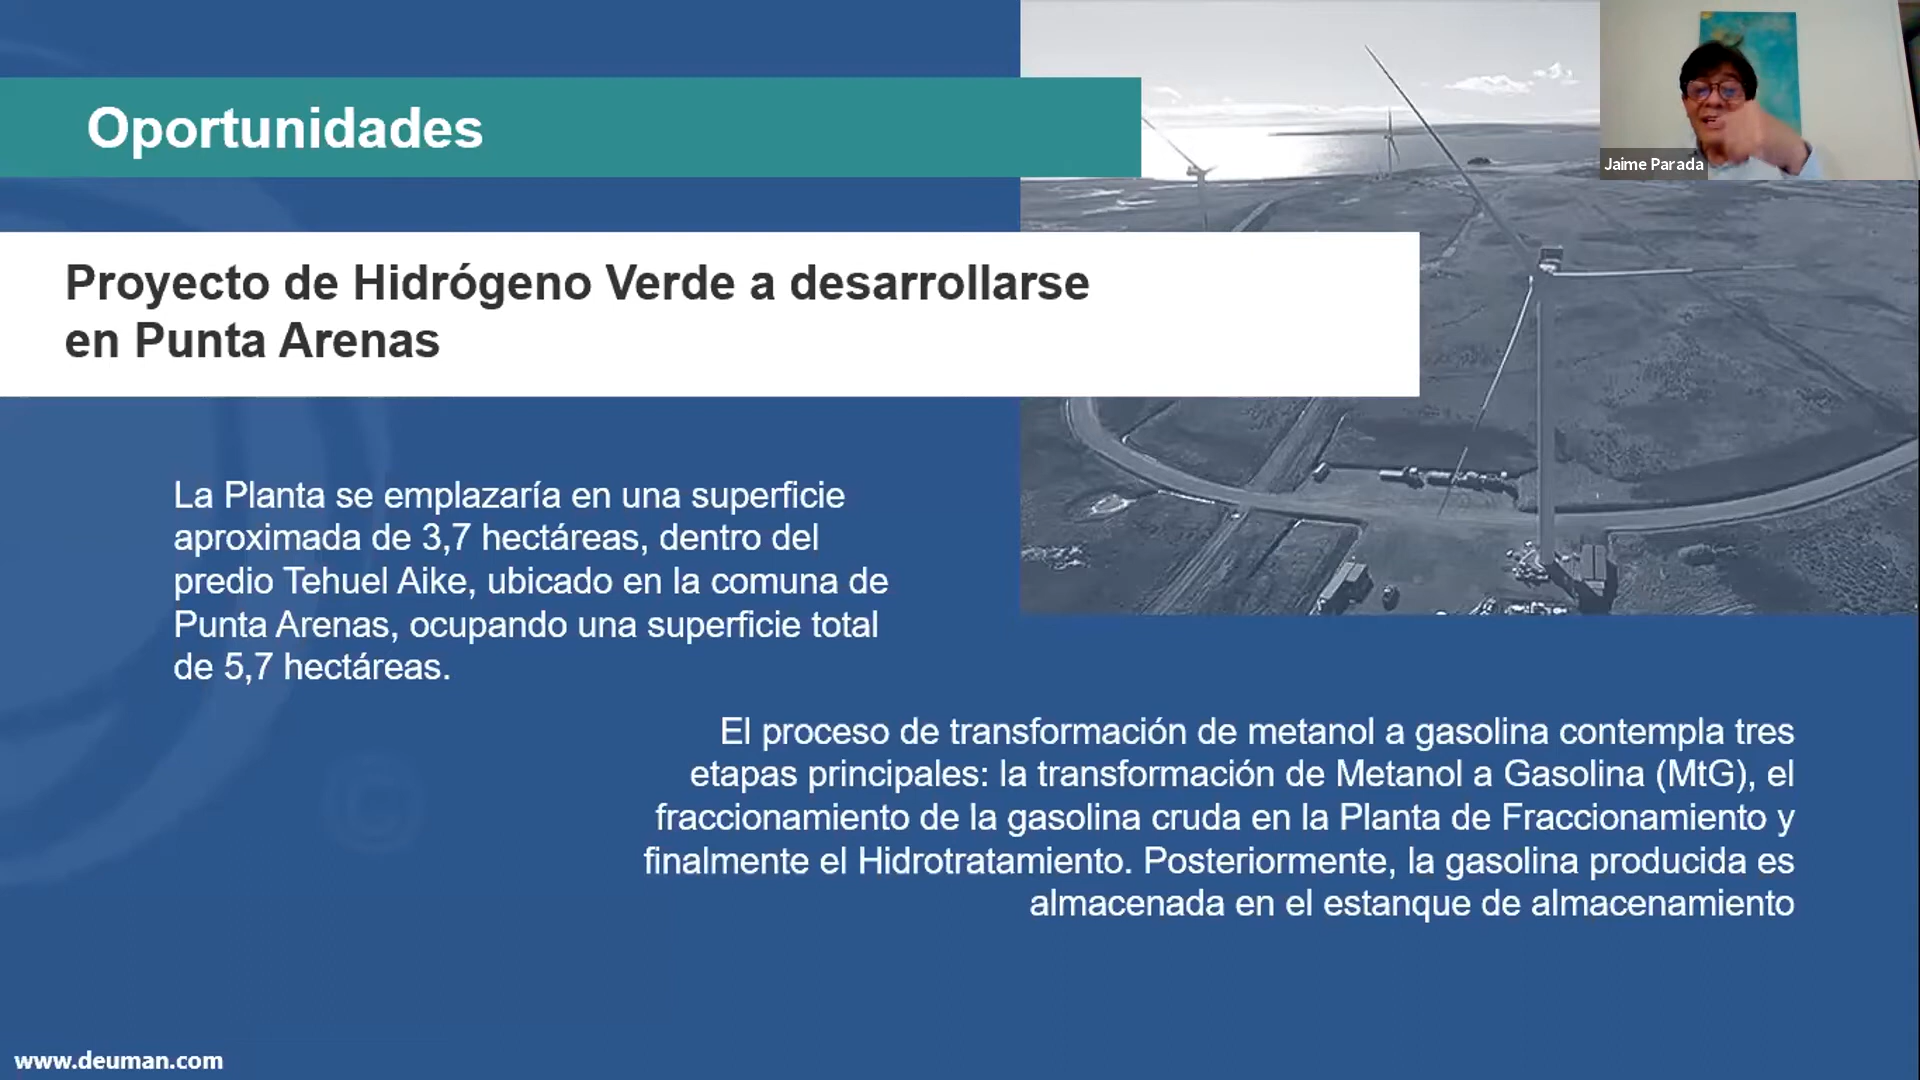 Oportunidades
Jaime Parada
Proyecto de Hidrógeno Verde a desarrollarse
en Punta Arenas
La Planta se emplazaría en una superficie
aproximada de 3,7 hectáreas, dentro del
predio Tehuel Aike, ubicado en la comuna de
Punta Arenas, ocupando una superficie total
de 5,7 hectáreas.
El proceso de transformación de metanol a gasolina contempla tres
etapas principales: la transformación de Metanol a Gasolina (MtG), el
fraccionamiento de la gasolina cruda en la Planta de Fraccionamiento y
finalmente el Hidrotratamiento. Posteriormente, la gasolina producida es
almacenada en el estanque de almacenamiento
©
www.deuman.com